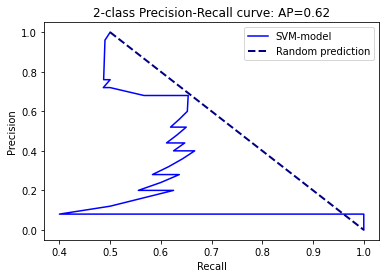 2-class Precision-Recall curve: AP=0.62
SVM-model
Random prediction
Precision
1.0
0.8
0.6
0.4
0.2
0.0
0.4
0.5
0.6
0.7
0.8
0.9
1.0
Recall